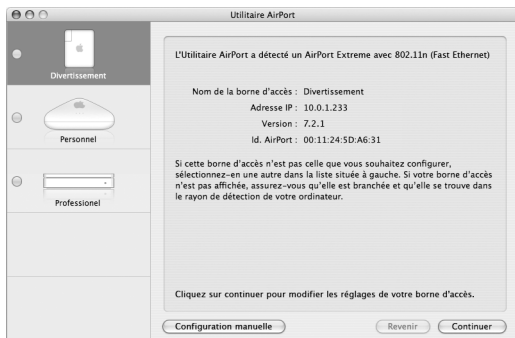 Utilitaire AirPort
Divertissement
Personnel
Professionel
L'Utilitaire AirPort a détecté un AirPort Extreme avec 802.11n (Fast Ethernet)
Nom de la borne d'accès : Divertissement
Adresse IP : 10.0.1.233
Version : 7.2.1
Id. AirPort : 00:11:24:5D:A6:31
Si cette borne d'accès n'est pas celle que vous souhaitez configurer,
sélectionnez-en une autre dans la liste située à gauche. Si votre borne d'accès
n'est pas affichée, assurez-vous qu'elle est branchée et qu'elle se trouve dans
le rayon de détection de votre ordinateur.
Cliquez sur continuer pour modifier les réglages de votre borne d'accès.
Configuration manuelle
Revenir
Continuer